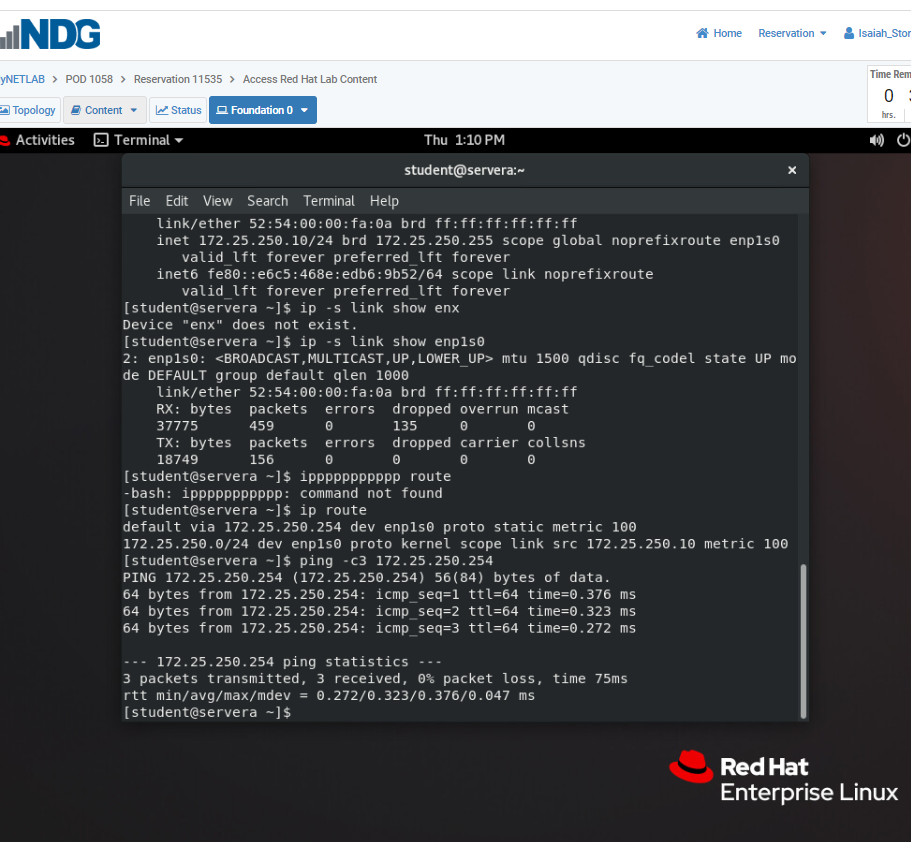 NDG
Home Reservation Isaiah_Stor
yNETLAB > POD 1058 > Reservation 11535 > Access Red Hat Lab Content
Time Rem
0
hrs.
Topology Content Status Foundation 0
Activities Terminal Thu 1:10 PM
student@servera:~ ×
File Edit View Search Terminal Help
link/ether 52:54:00:00:fa:0a brd ff:ff:ff:ff:ff:ff
inet 172.25.250.10/24 brd 172.25.250.255 scope global noprefixroute enp1s0
valid_lft forever preferred_lft forever
inet6 fe80::e6c5:468e:edb6:9b52/64 scope link noprefixroute
valid_lft forever preferred_lft forever
[student@servera ~]$ ip -s link show enx
Device "enx" does not exist.
[student@servera ~]$ ip -s link show enp1s0
2: enp1s0: <BROADCAST,MULTICAST,UP,LOWER_UP> mtu 1500 qdisc fq_codel state UP mo
de DEFAULT group default qlen 1000
link/ether 52:54:00:00:fa:0a brd ff:ff:ff:ff:ff:ff
RX: bytes packets errors dropped overrun mcast
37775 459 0 135 0 0
TX: bytes packets errors dropped carrier collsns
18749 156 0 0 0 0
[student@servera ~]$ ippppppppppp route
-bash: ippppppppppp: command not found
[student@servera ~]$ ip route
default via 172.25.250.254 dev enp1s0 proto static metric 100
172.25.250.0/24 dev enp1s0 proto kernel scope link src 172.25.250.10 metric 100
[student@servera ~]$ ping -c3 172.25.250.254
PING 172.25.250.254 (172.25.250.254) 56(84) bytes of data.
64 bytes from 172.25.250.254: icmp_seq=1 ttl=64 time=0.376 ms
64 bytes from 172.25.250.254: icmp_seq=2 ttl=64 time=0.323 ms
64 bytes from 172.25.250.254: icmp_seq=3 ttl=64 time=0.272 ms
--- 172.25.250.254 ping statistics ---
3 packets transmitted, 3 received, 0% packet loss, time 75ms
rtt min/avg/max/mdev = 0.272/0.323/0.376/0.047 ms
[student@servera ~]$
Red Hat
Enterprise Linux